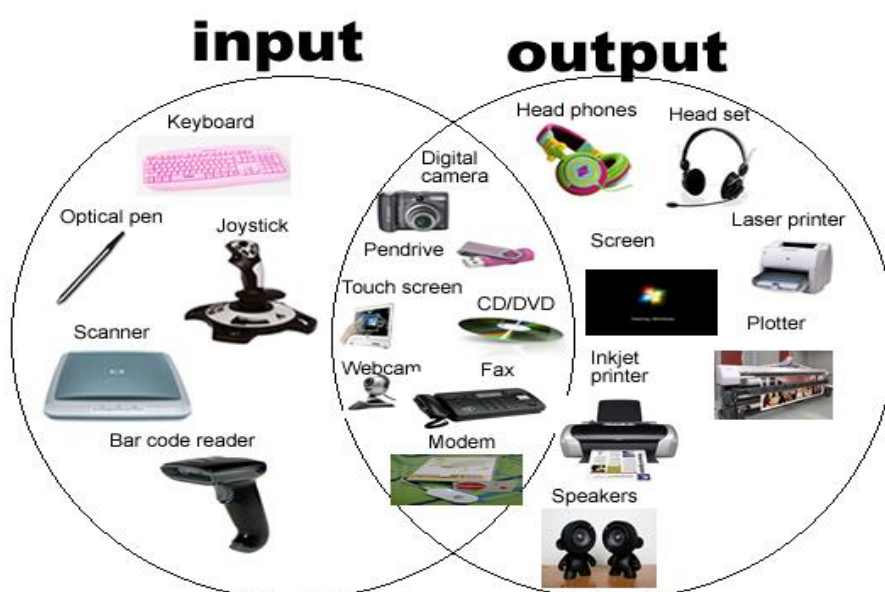 input
output
Keyboard
Optical pen
Joystick
Scanner
Bar code reader
Digital
camera
Pendrive
Touch screen
CD/DVD
Webcam
Fax
Modem
Head phones
Head set
Laser printer
Screen
Plotter
Inkjet
printer
Speakers